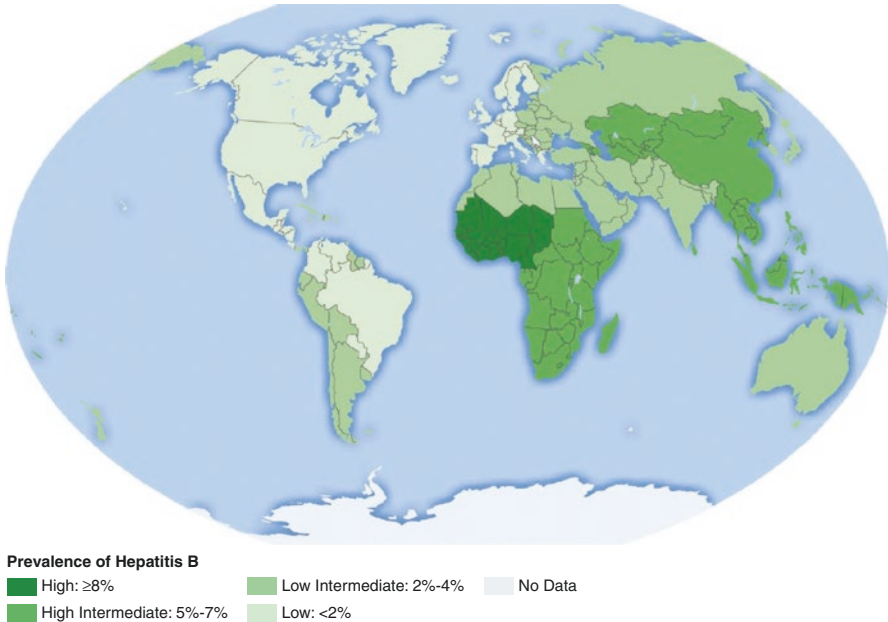 Prevalence of Hepatitis B
High: ≥8%
Low Intermediate: 2%-4%
No Data
High Intermediate: 5%-7%
Low: <2%